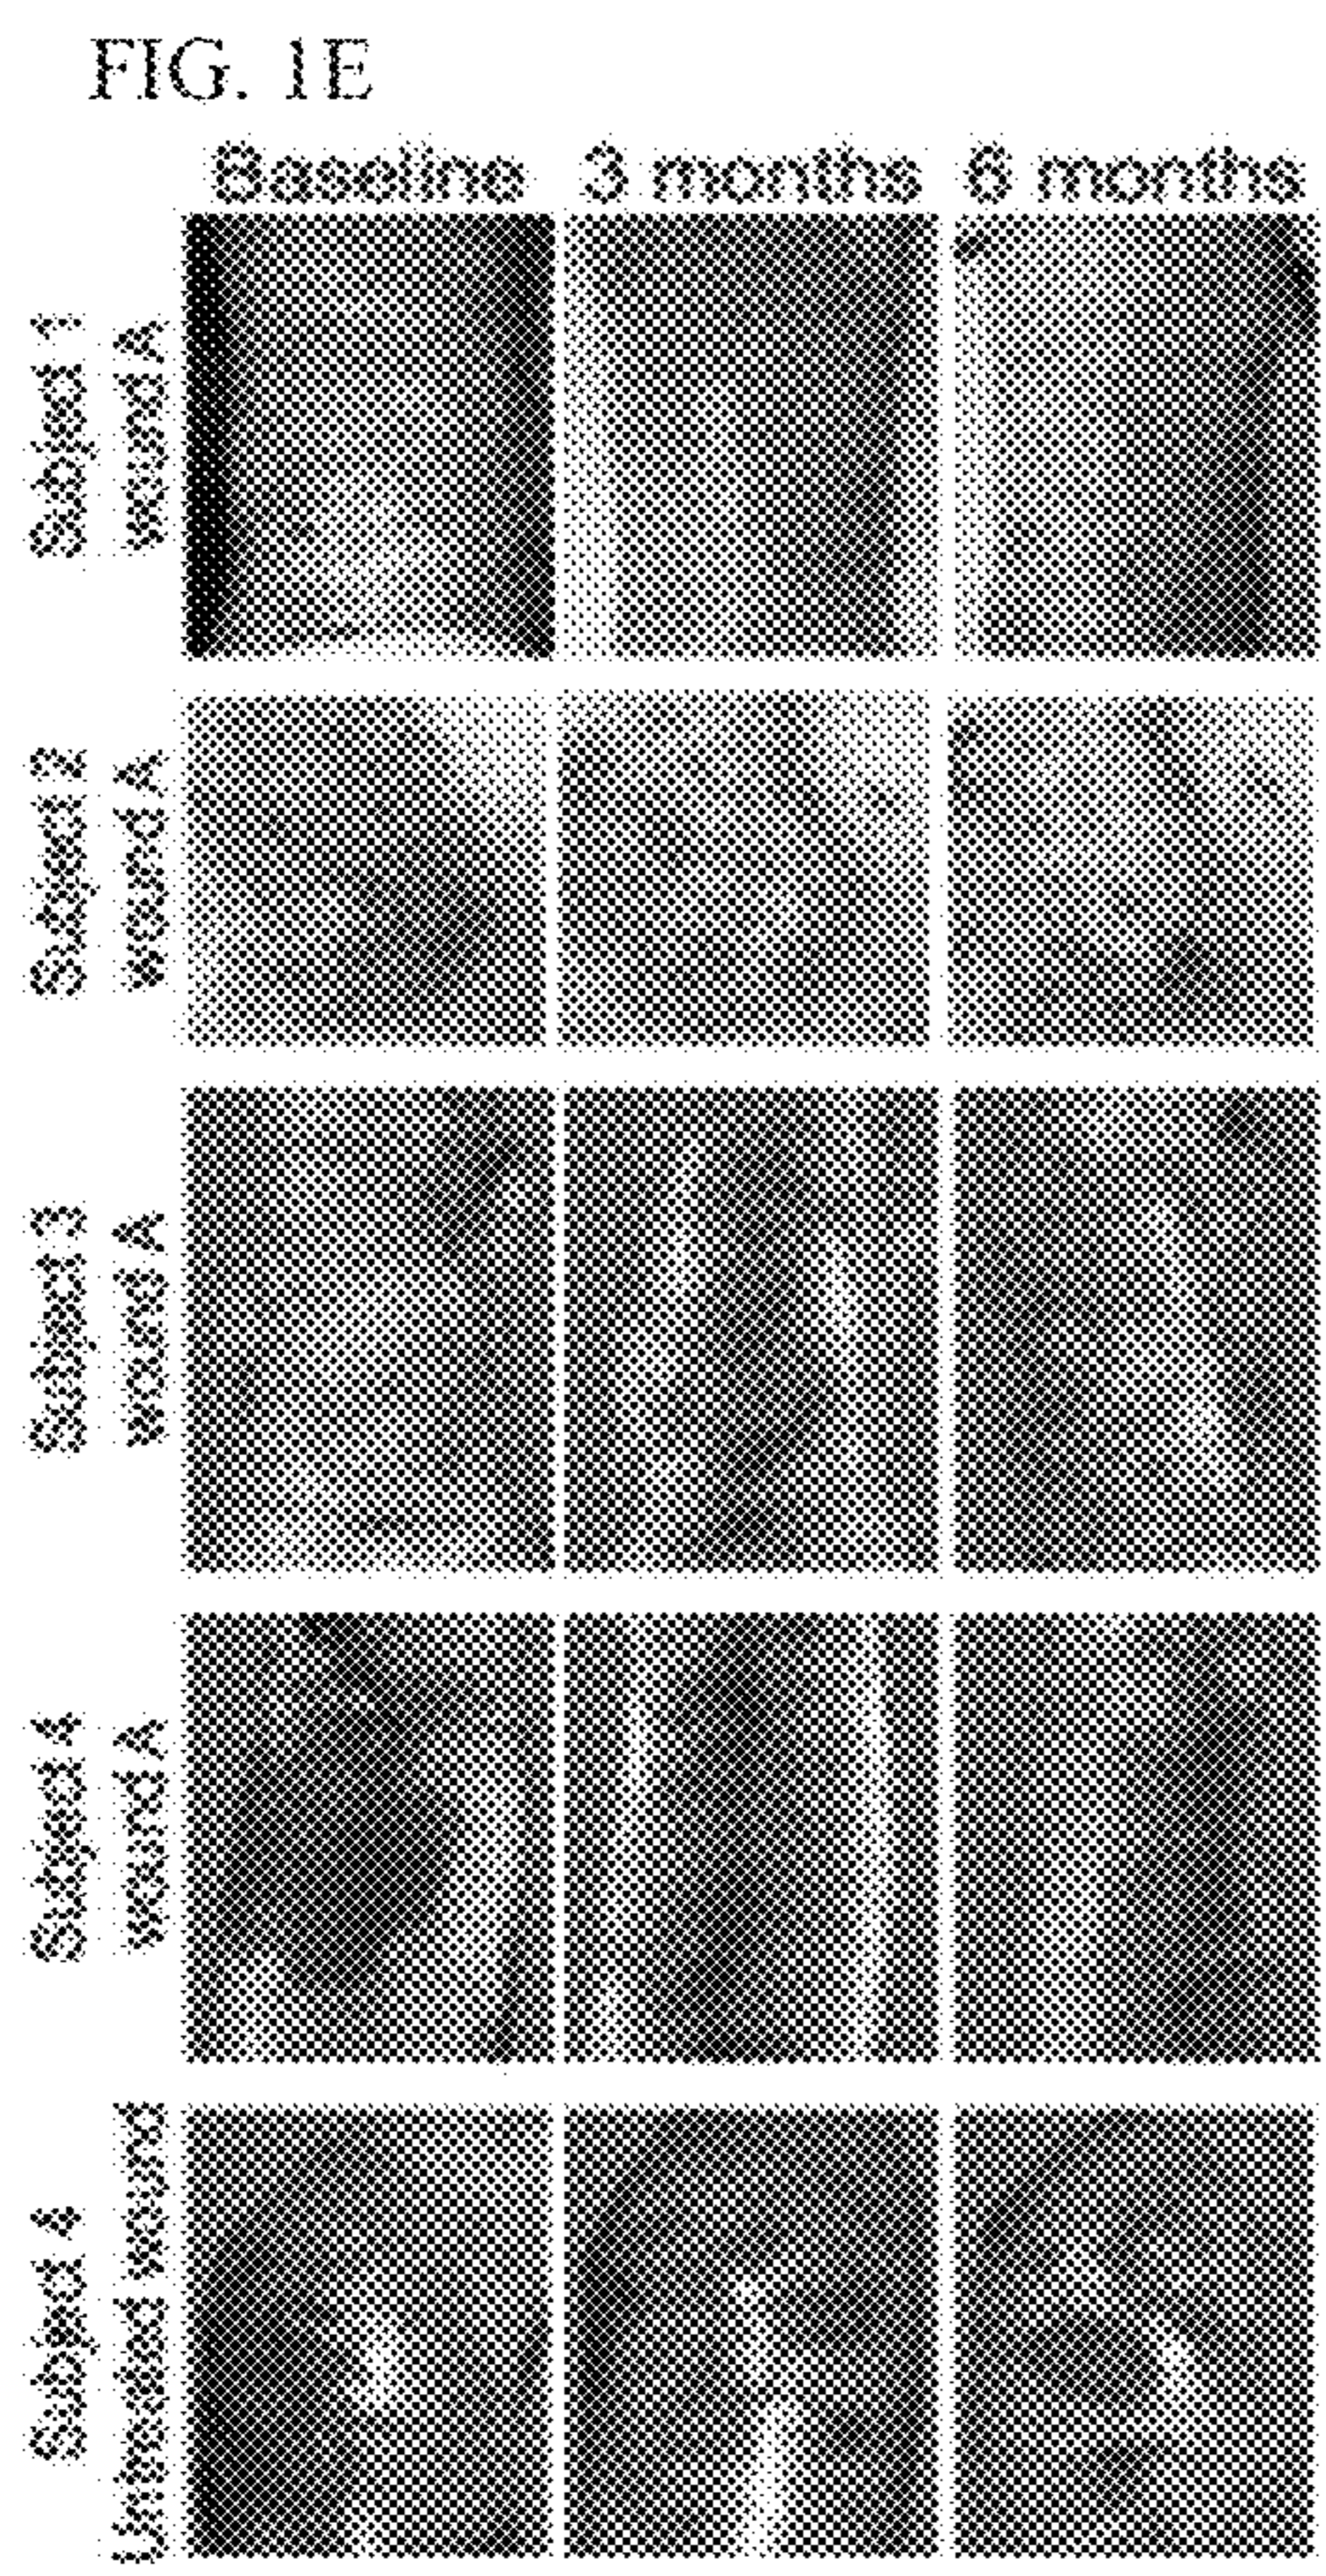 FIG. 1E
Baseline 3 months 6 months
Subject 1
wound A
Subject 2
wound A
Subject 3
wound A
Subject 4
wound A
Subject 4
Untreated wound